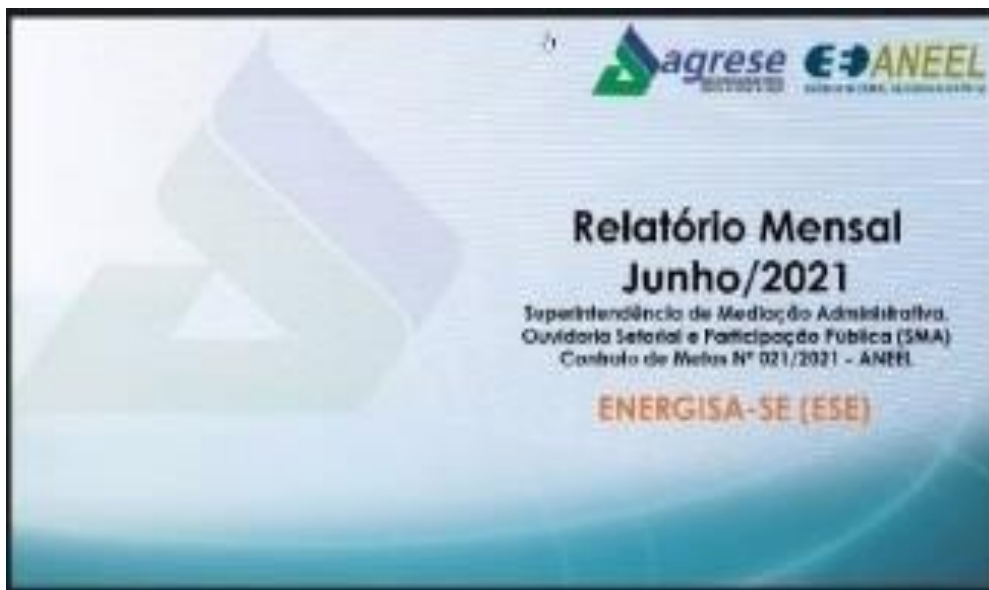 agrese ANEEL
Relatório Mensal
Junho/2021
Superintendência de Mediação Administrativa,
Ouvidoria Setorial e Participação Pública (SMA)
Contrato de Metas Nº 021/2021 - ANEEL
ENERGISA-SE (ESE)